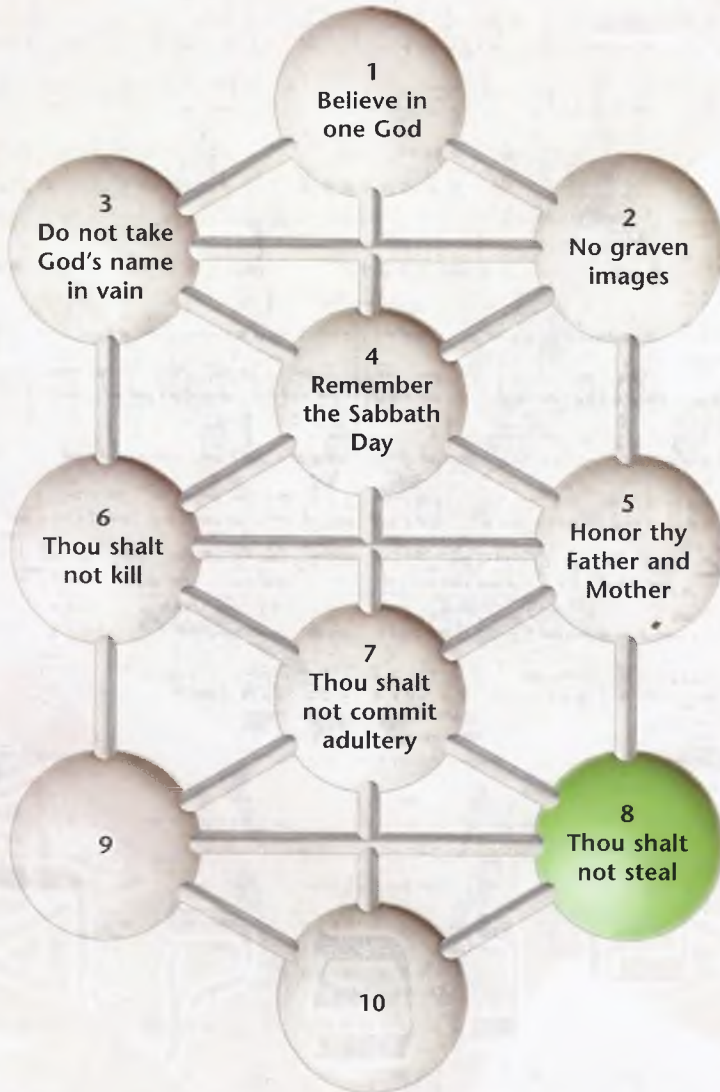 1
Believe in
one God
3
Do not take
God's name
in vain
2
No graven
images
4
Remember
the Sabbath
Day
6
Thou shalt
not kill
5
Honor thy
Father and
Mother
7
Thou shalt
not commit
adultery
9
8
Thou shalt
not steal
10